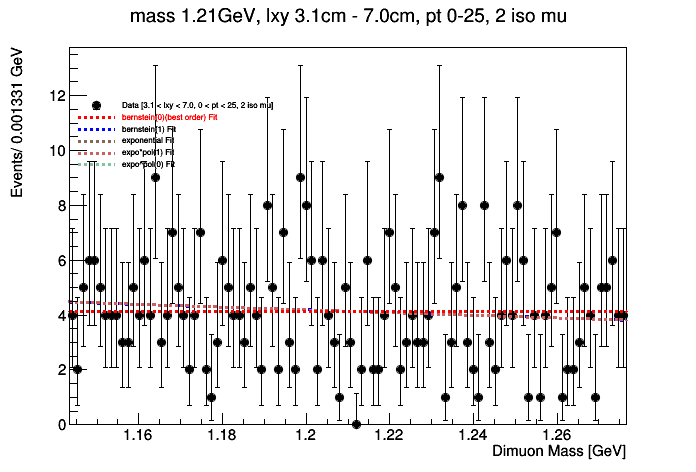 mass 1.21GeV, lxy 3.1cm - 7.0cm, pt 0-25, 2 iso mu
Events/ 0.001331 GeV
Data [3.1 < lxy < 7.0, 0 < pt < 25, 2 iso mu]
bernstein(0)(best order) Fit
bernstein(1) Fit
exponential Fit
expo*pol(1) Fit
expo*pol(0) Fit
12
10
8
6
4
2
0
1.16 1.18 1.2 1.22 1.24 1.26
Dimuon Mass [GeV]